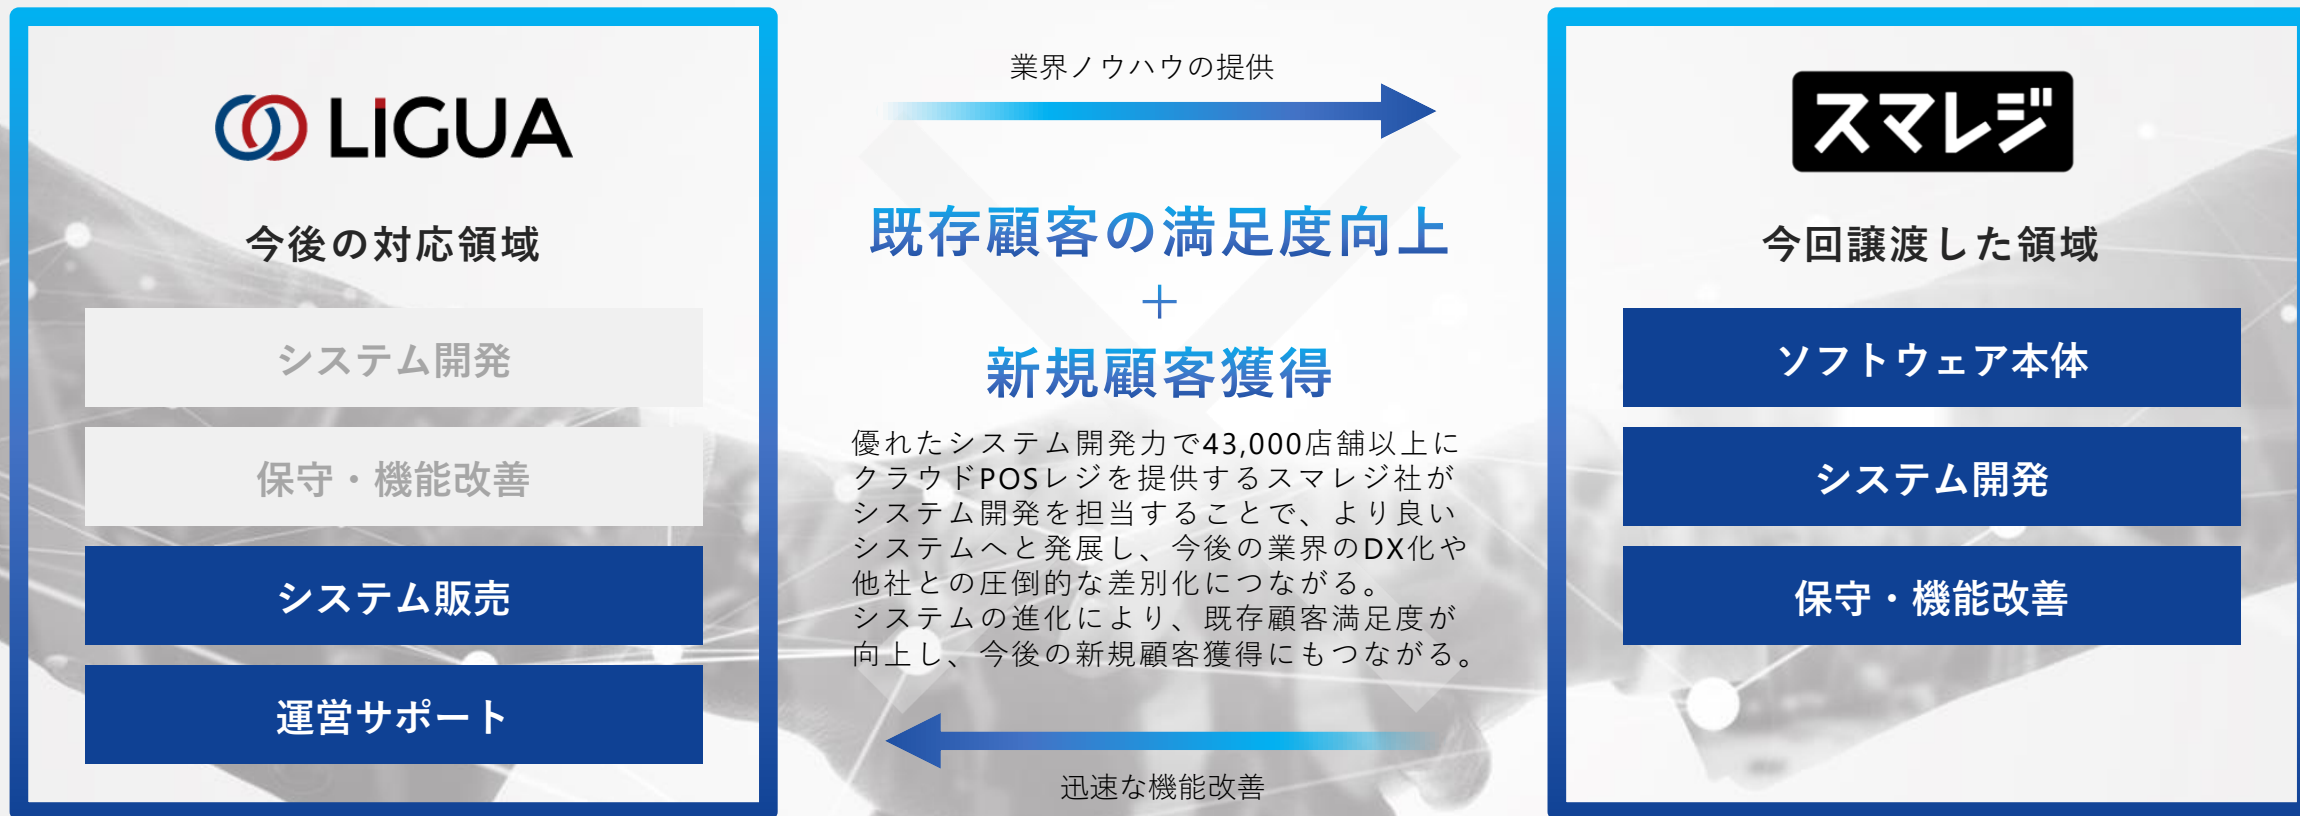 LIGUA
今後の対応領域
システム開発
保守・機能改善
システム販売
運営サポート
業界ノウハウの提供
既存顧客の満足度向上
＋
新規顧客獲得
優れたシステム開発力で43,000店舗以上に
クラウドPOSレジを提供するスマレジ社が
システム開発を担当することで、より良い
システムへと発展し、今後の業界のDX化や
他社との圧倒的な差別化につながる。
システムの進化により、既存顧客満足度が
向上し、今後の新規顧客獲得にもつながる。
迅速な機能改善
スマレジ
今回譲渡した領域
ソフトウェア本体
システム開発
保守・機能改善